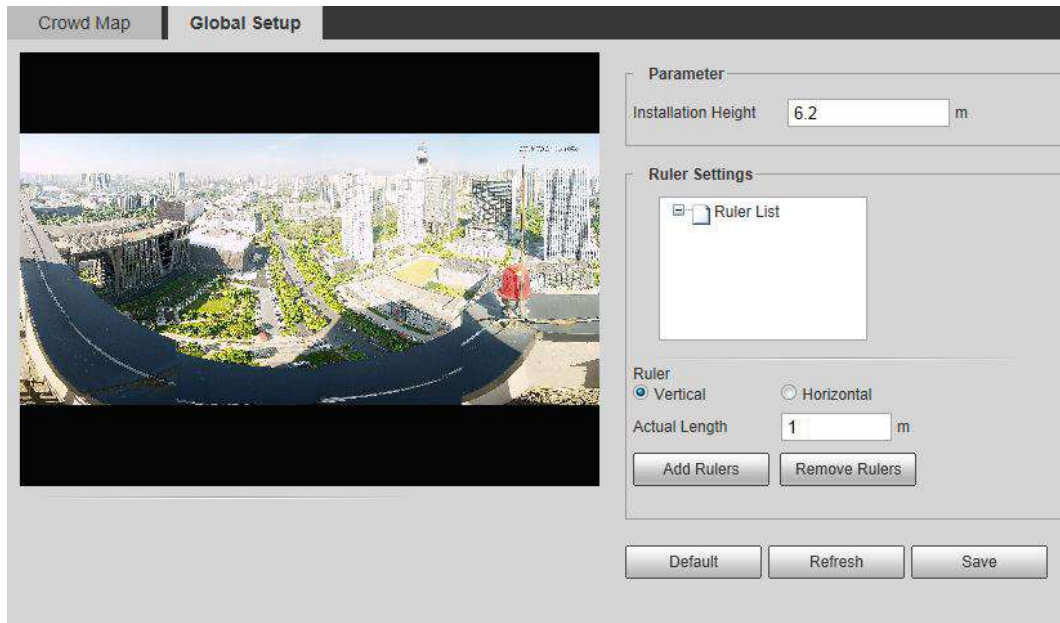 Crowd Map Global Setup
Parameter
Installation Height 6.2 m
Ruler Settings
Ruler List
Ruler
Vertical Horizontal
Actual Length 1 m
Add Rulers Remove Rulers
Default Refresh Save